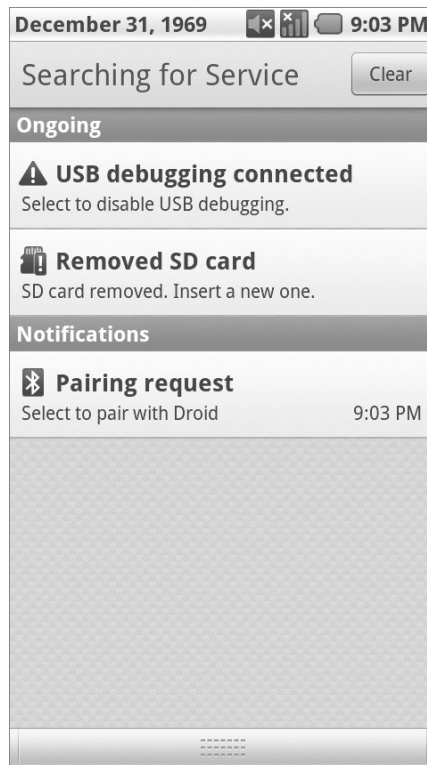 December 31, 1969 9:03 PM
Searching for Service Clear
Ongoing
USB debugging connected
Select to disable USB debugging.
Removed SD card
SD card removed. Insert a new one.
Notifications
Pairing request
Select to pair with Droid 9:03 PM